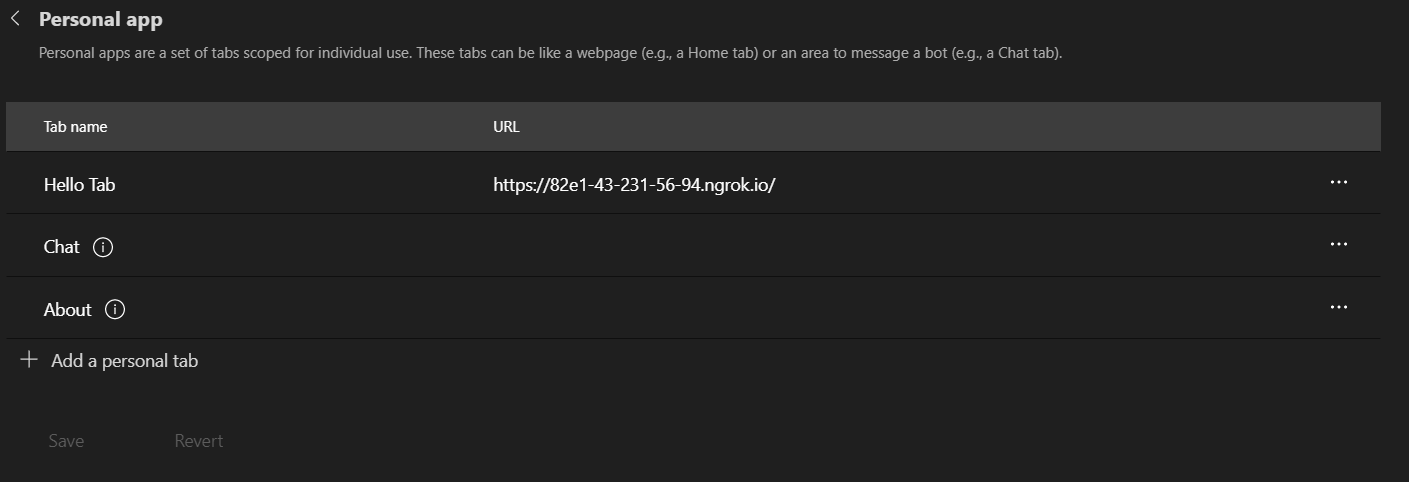 Personal app
Personal apps are a set of tabs scoped for individual use. These tabs can be like a webpage (e.g., a Home tab) or an area to message a bot (e.g., a Chat tab).
Tab name URL
Hello Tab https://82e1-43-231-56-94.ngrok.io/
Chat
About
Add a personal tab
Save Revert